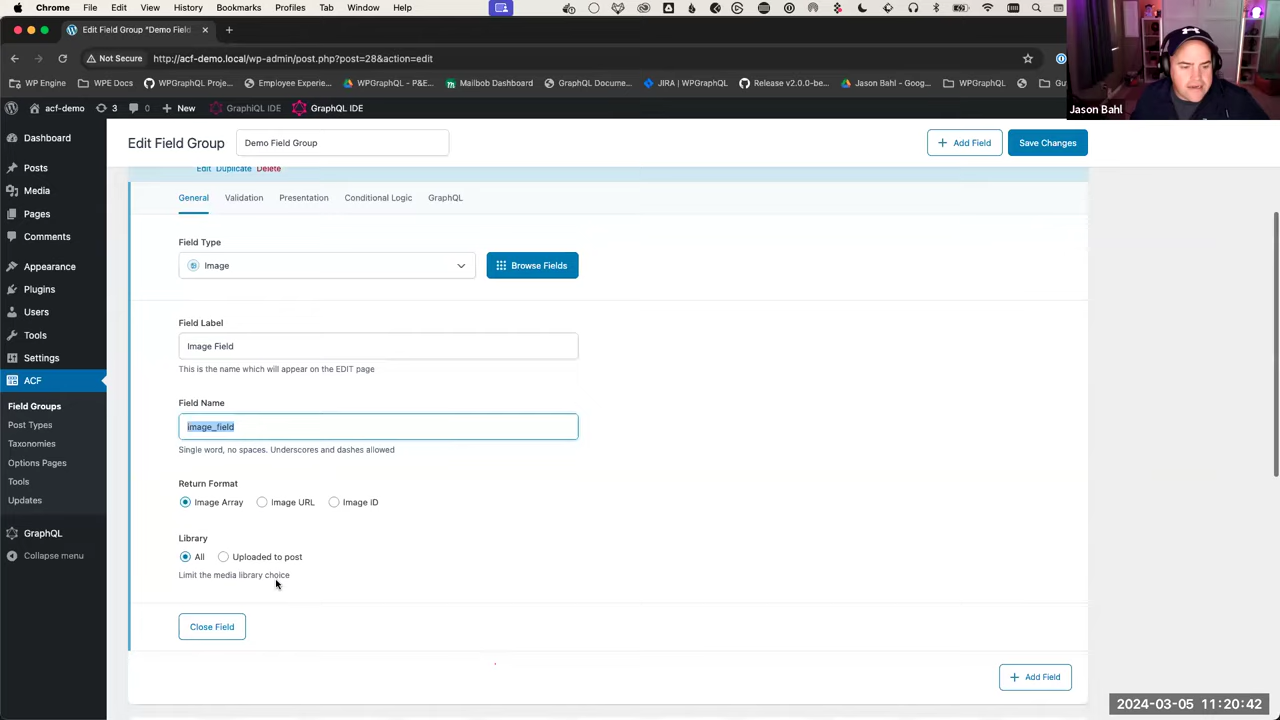 Chrome File Edit View History Bookmarks Profiles Tab Window Help
Edit Field Group "Demo Field
Not Secure http://acf-demo.local/wp-admin/post.php?post=28&action=edit
WP Engine WPE Docs WPGraphQL Proje... Employee Experie... WPGraphQL - P&E... Mailbob Dashboard GraphQL Docume... JIRA | WPGraphQL Release v2.0.0-be... Jason Bahl - Goog... WPGraphQL
acf-demo 3 0 + New GraphiQL IDE GraphQL IDE
Jason Bahl
Edit Field Group Demo Field Group + Add Field Save Changes
Dashboard
Posts
Media
Pages
Comments
Appearance
Plugins
Users
Tools
Settings
ACF
Field Groups
Post Types
Taxonomies
Options Pages
Tools
Updates
GraphQL
Collapse menu
Edit Duplicate Delete
General Validation Presentation Conditional Logic GraphQL
Field Type
Image Browse Fields
Field Label
Image Field
This is the name which will appear on the EDIT page
Field Name
image_field
Single word, no spaces. Underscores and dashes allowed
Return Format
Image Array Image URL Image ID
Library
All Uploaded to post
Limit the media library choice
Close Field
+ Add Field
2024-03-05 11:20:42